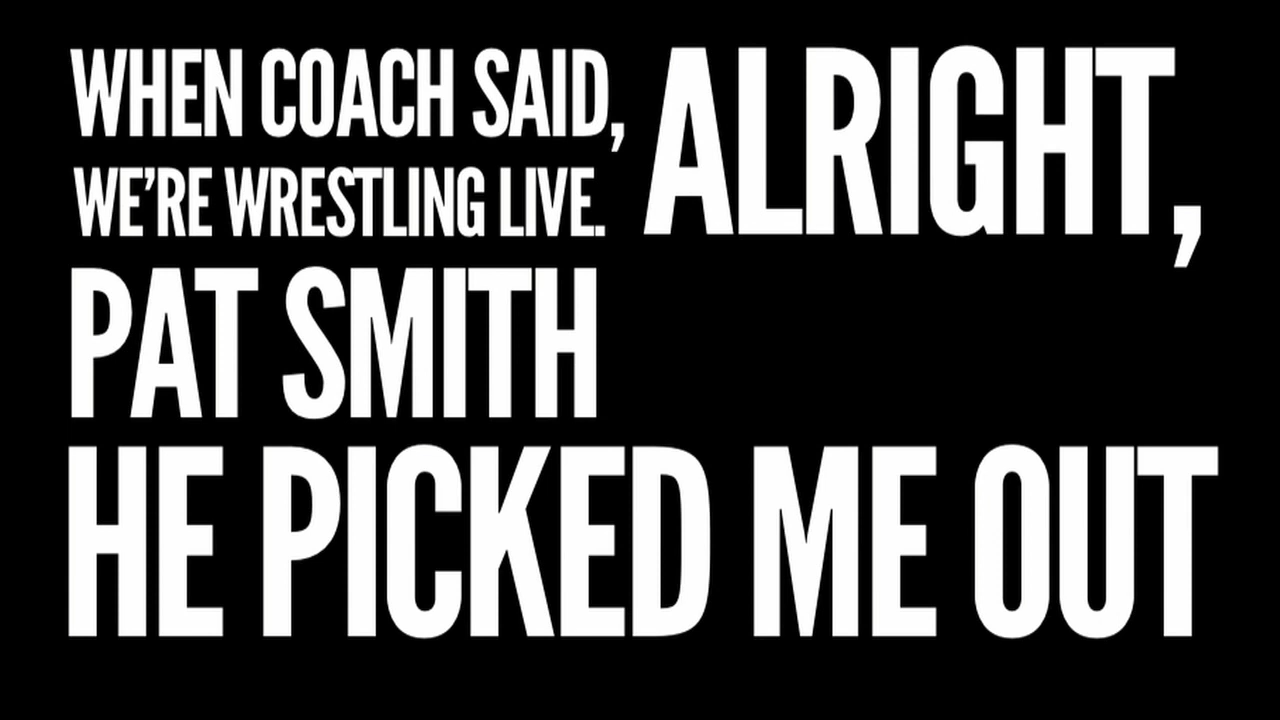 WHEN COACH SAID,
WE'RE WRESTLING LIVE.
ALRIGHT,
PAT SMITH
HE PICKED ME OUT